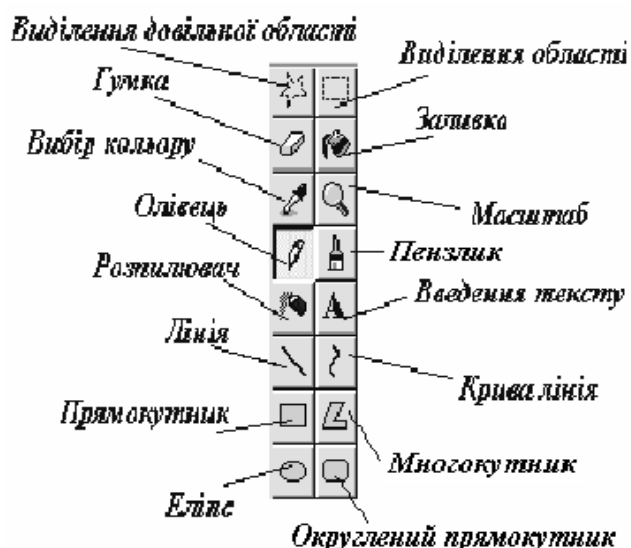 Виділення довільної області
Виділення області
Гумка
Заливка
Вибір кольору
Масштаб
Олівець
Пензлик
Розпилювач
Введення тексту
Лінія
Крива лінія
Прямокутник
Многокутник
Еліпс
Округлений прямокутник